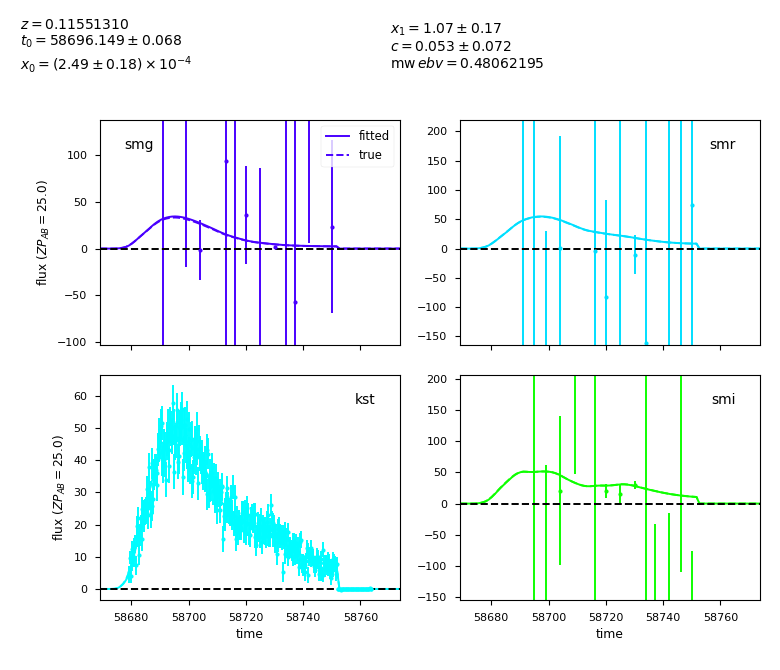 z = 0.11551310
t₀ = 58696.149 ± 0.068
x₀ = (2.49 ± 0.18) × 10⁻⁴
x₁ = 1.07 ± 0.17
c = 0.053 ± 0.072
mw ebv = 0.48062195
smg
fitted
true
flux (ZP_AB = 25.0)
100
50
0
−50
−100
smr
200
150
100
50
0
−50
−100
−150
kst
flux (ZP_AB = 25.0)
60
50
40
30
20
10
0
58680 58700 58720 58740 58760
time
smi
200
150
100
50
0
−50
−100
−150
58680 58700 58720 58740 58760
time